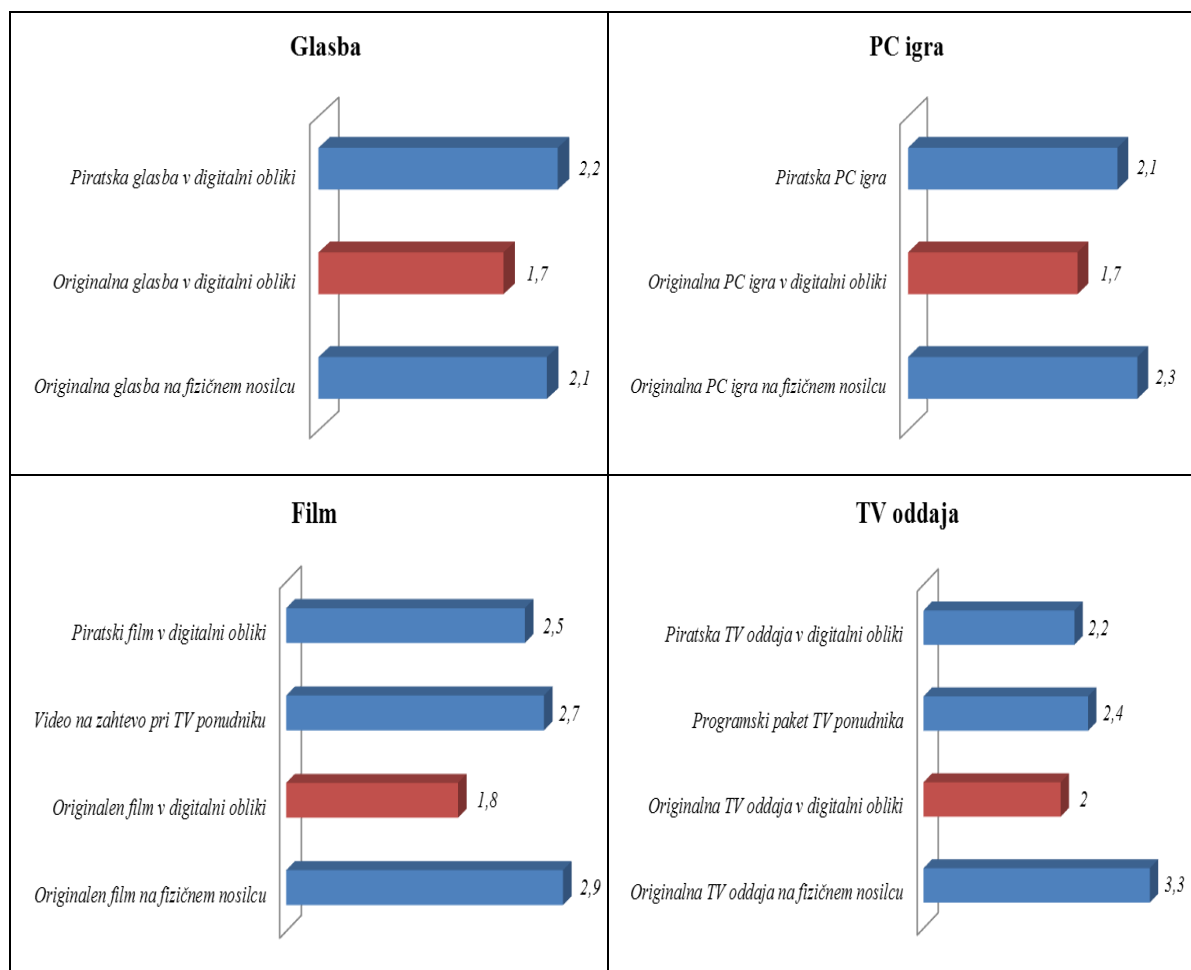 Glasba
Piratska glasba v digitalni obliki
2,2
Originalna glasba v digitalni obliki
1,7
Originalna glasba na fizičnem nosilcu
2,1
PC igra
Piratska PC igra
2,1
Originalna PC igra v digitalni obliki
1,7
Originalna PC igra na fizičnem nosilcu
2,3
Film
Piratski film v digitalni obliki
2,5
Video na zahtevo pri TV ponudniku
2,7
Originalen film v digitalni obliki
1,8
Originalen film na fizičnem nosilcu
2,9
TV oddaja
Piratska TV oddaja v digitalni obliki
2,2
Programski paket TV ponudnika
2,4
Originalna TV oddaja v digitalni obliki
2
Originalna TV oddaja na fizičnem nosilcu
3,3